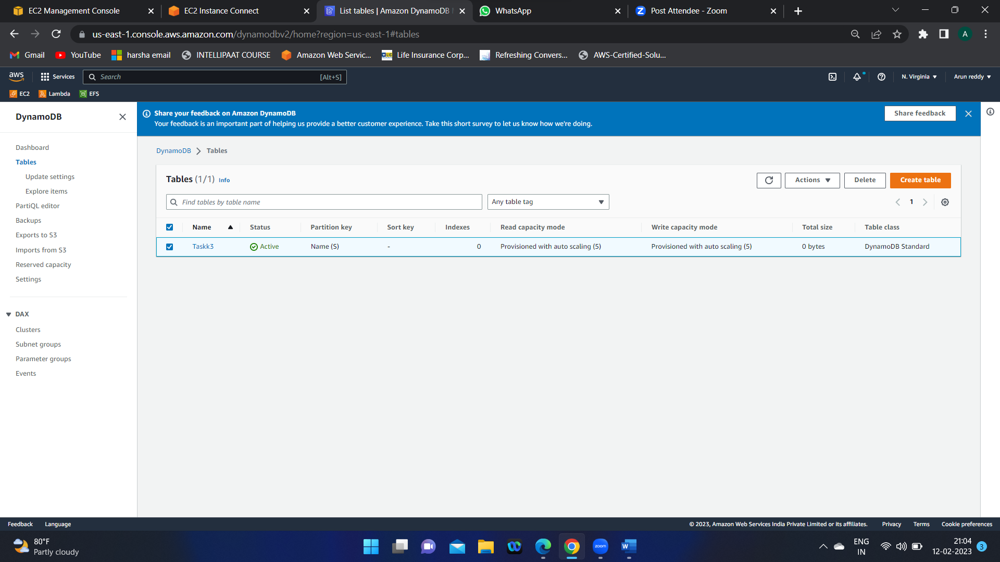 EC2 Management Console
EC2 Instance Connect
List tables | Amazon DynamoDB
WhatsApp
Post Attendee - Zoom
us-east-1.console.aws.amazon.com/dynamodbv2/home?region=us-east-1#tables
A
Gmail
YouTube
harsha email
INTELLIPAAT COURSE
Amazon Web Servic...
Life Insurance Corp...
Refreshing Convers...
AWS-Certified-Solu...
aws
Services
Search
[Alt+S]
N. Virginia
Arun reddy
EC2
Lambda
EFS
DynamoDB
Dashboard
Tables
Update settings
Explore items
PartiQL editor
Backups
Exports to S3
Imports from S3
Reserved capacity
Settings
DAX
Clusters
Subnet groups
Parameter groups
Events
Share your feedback on Amazon DynamoDB
Your feedback is an important part of helping us provide a better customer experience. Take this short survey to let us know how we're doing.
Share feedback
DynamoDB
Tables
Tables (1/1) Info
Actions
Delete
Create table
Find tables by table name
Any table tag
1
Name Status Partition key Sort key Indexes Read capacity mode Write capacity mode Total size Table class
Taskk3 Active Name (S) - 0 Provisioned with auto scaling (5) Provisioned with auto scaling (5) 0 bytes DynamoDB Standard
Feedback
Language
© 2023, Amazon Web Services India Private Limited or its affiliates.
Privacy
Terms
Cookie preferences
80°F
Partly cloudy
zoom
W
ENG
IN
21:04
12-02-2023
3